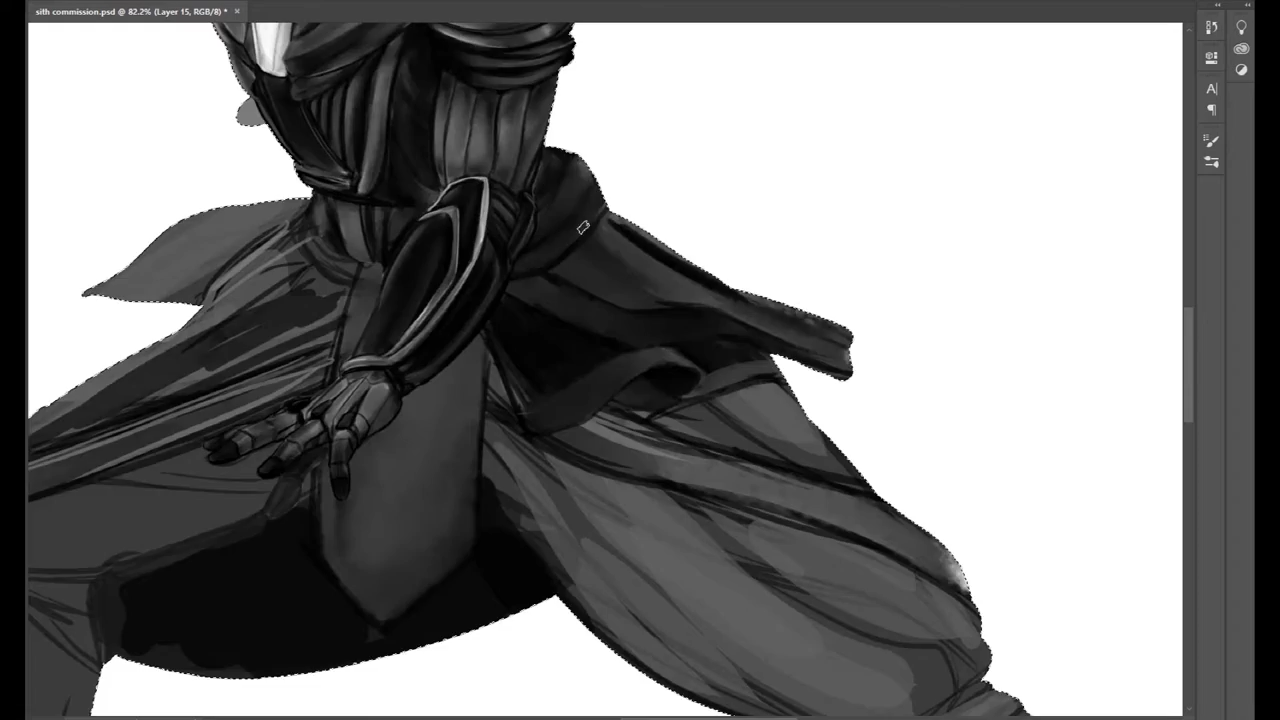 sith commission.psd @ 82.2% (Layer 15, RGB/8) *